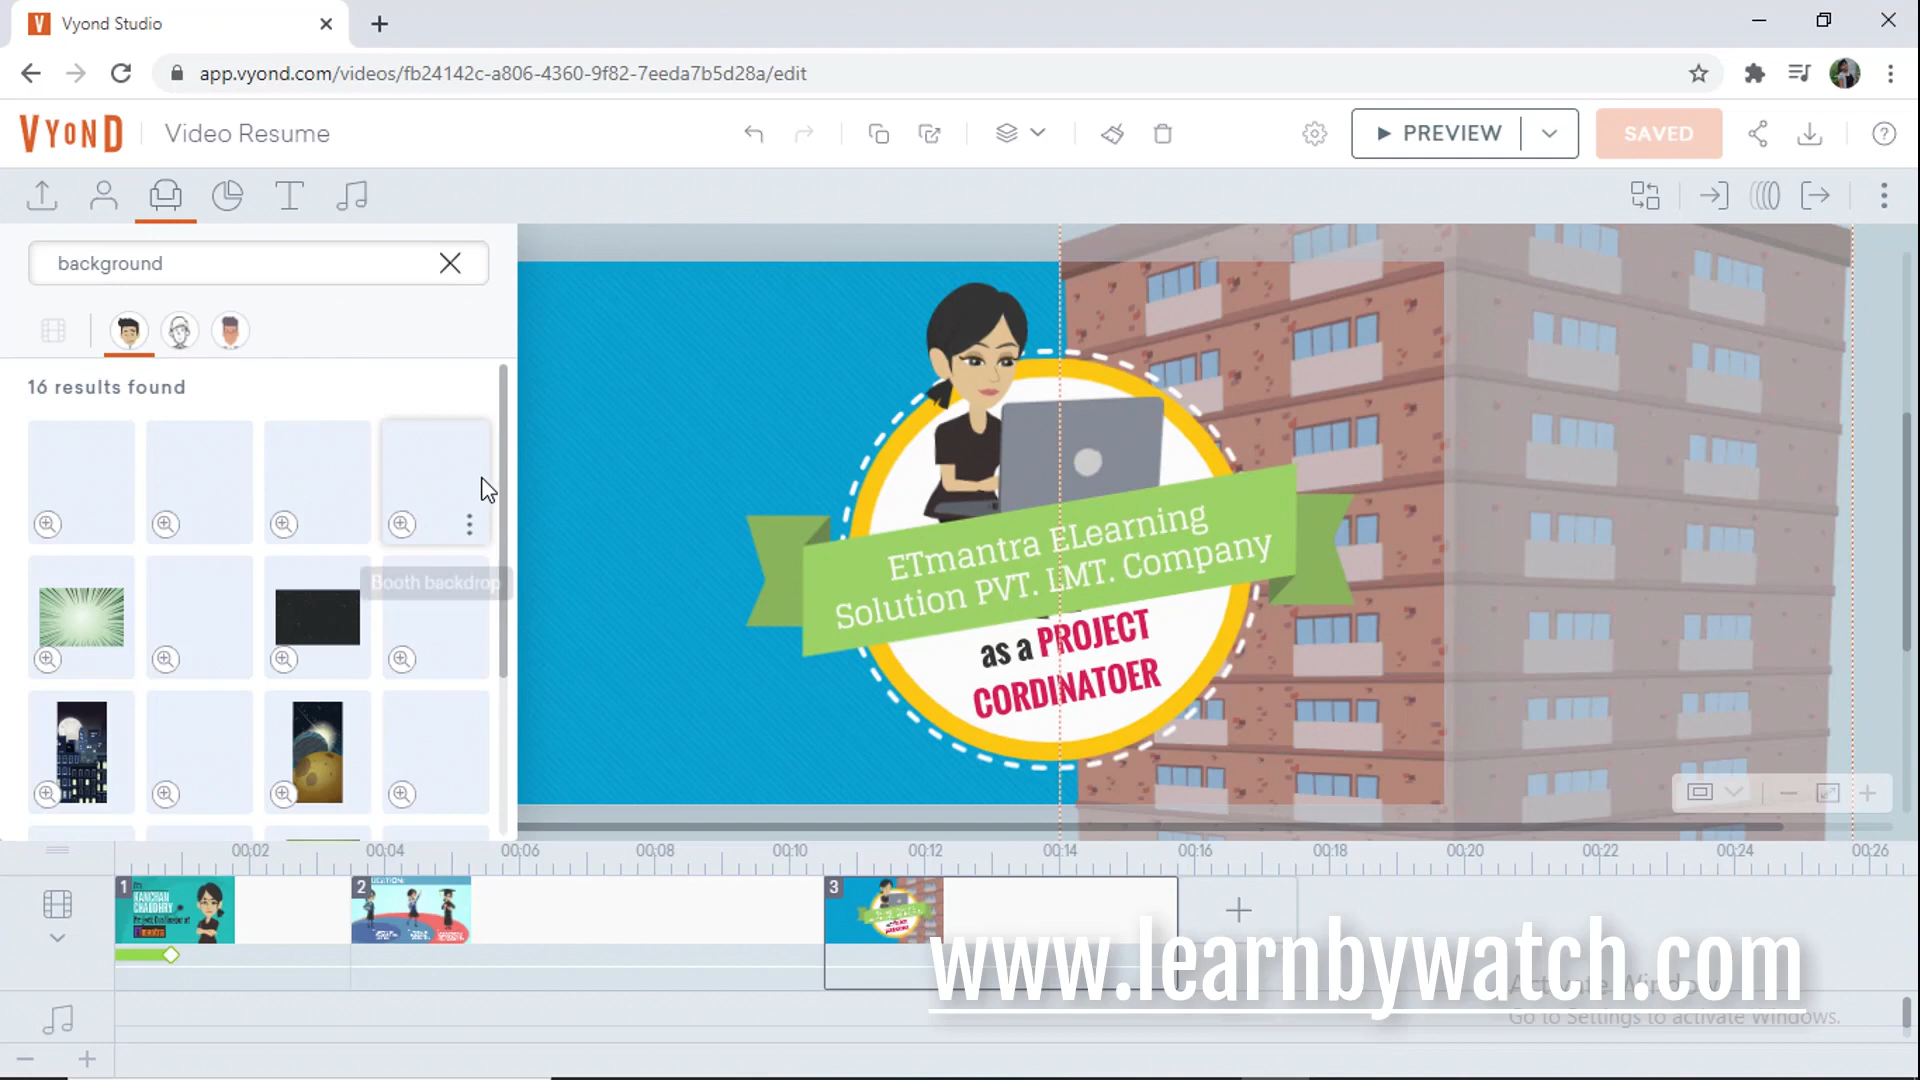 Vyond Studio
app.vyond.com/videos/fb24142c-a806-4360-9f82-7eeda7b5d28a/edit
VYOND
Video Resume
PREVIEW
SAVED
background
16 results found
Booth backdrop
ETmantra ELearning
Solution PVT. LMT. Company
as a PROJECT
CORDINATOER
00:02
00:04
00:06
00:08
00:10
00:12
00:14
00:16
00:18
00:20
00:22
00:24
00:26
1
KANCHAN
CHAUDHRY
2
3
www.learnbywatch.com
Go to Settings to activate Windows.